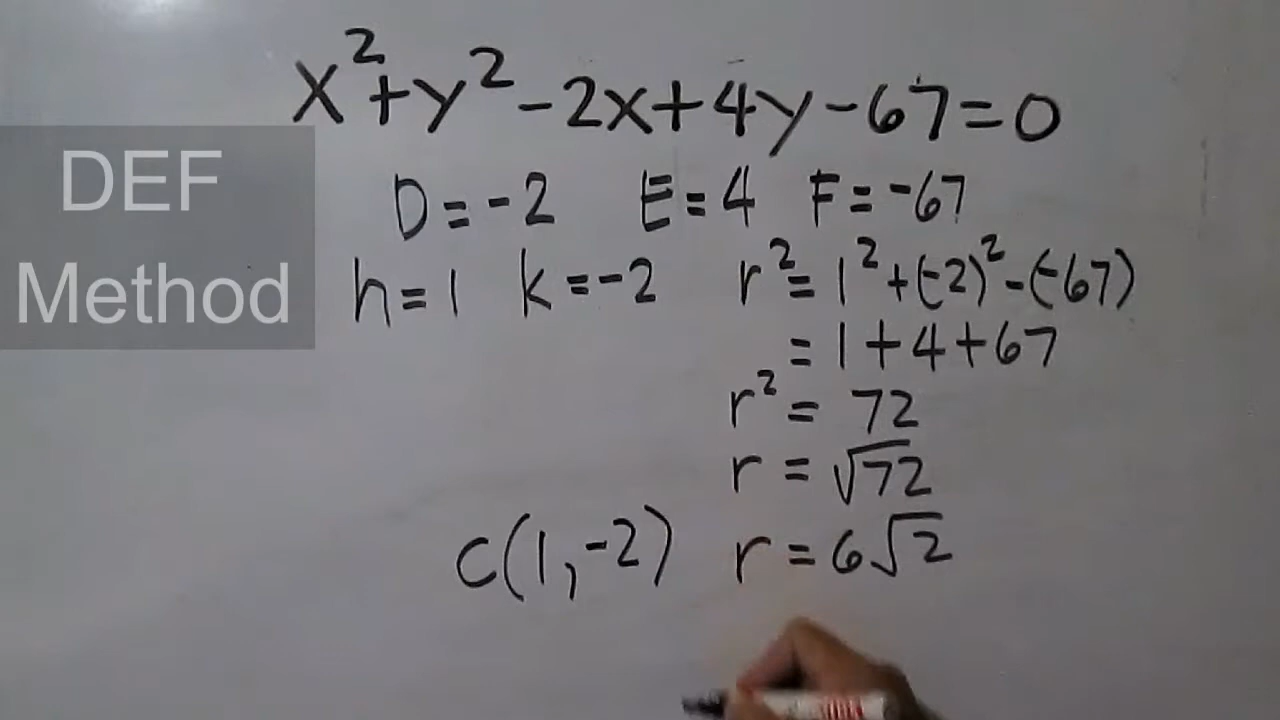 x²+y²-2x+4y-67=0
DEF
Method
D=-2 E=4 F=-67
h=1 k=-2 r²=1²+(-2)²-(-67)
=1+4+67
r²=72
r=√72
C(1,-2) r=6√2